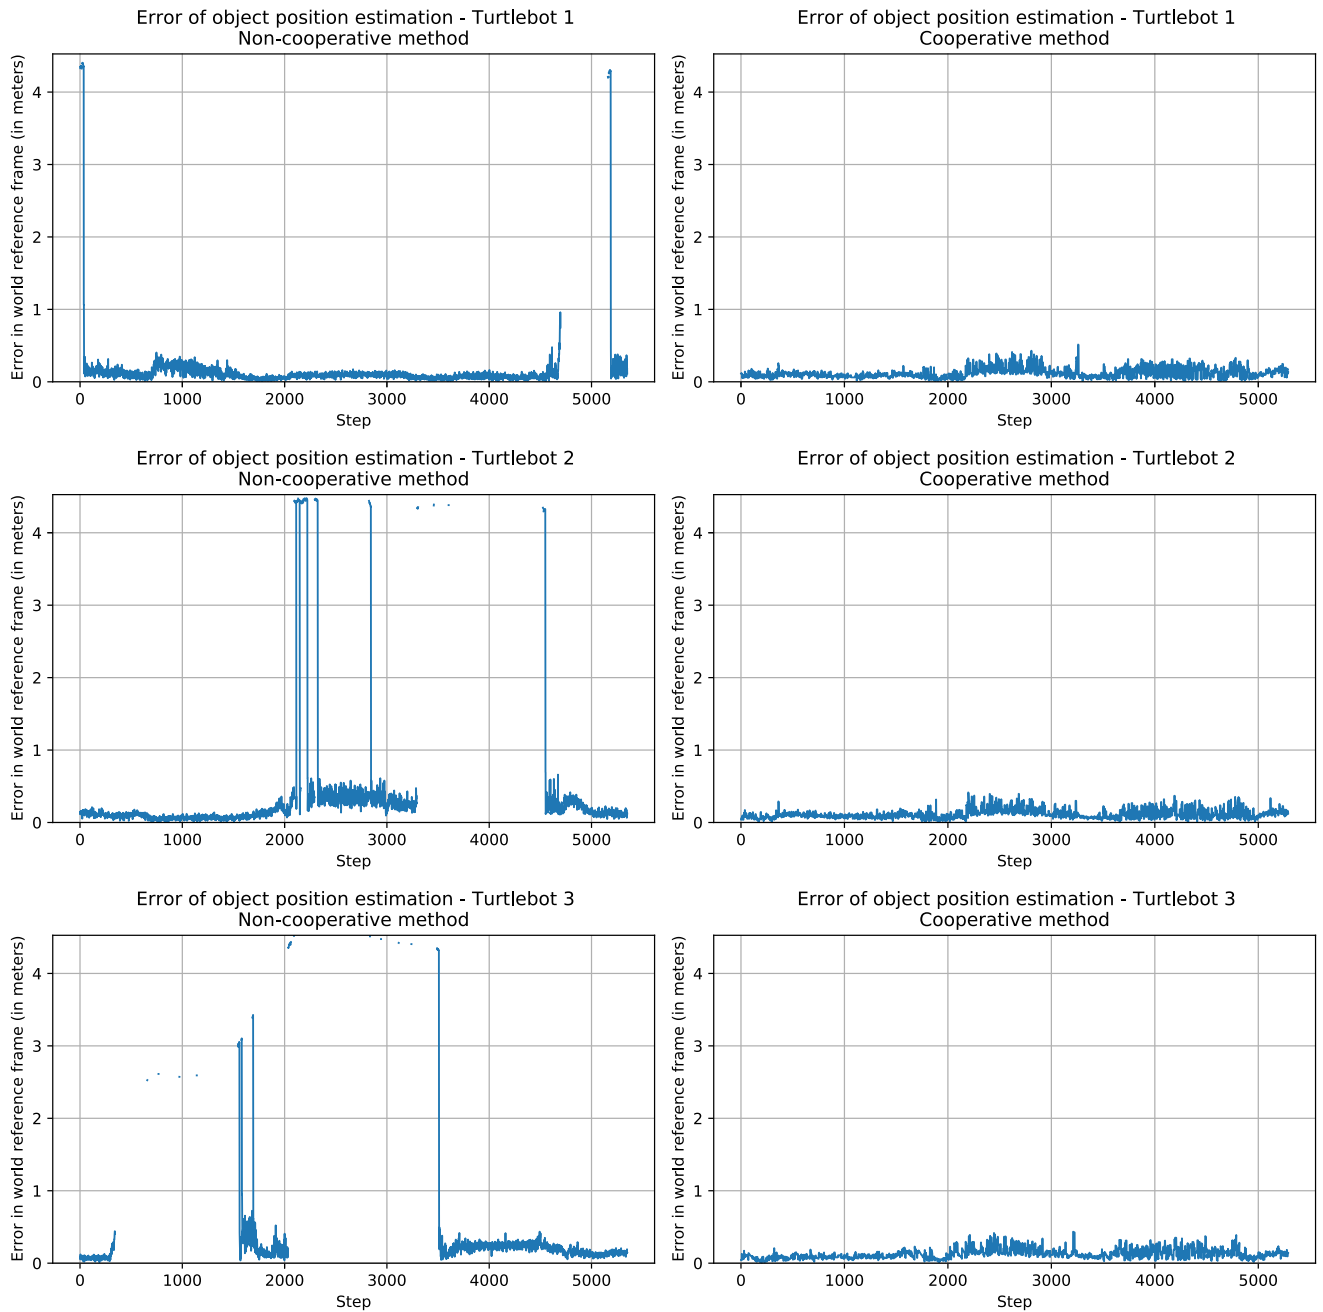 Error of object position estimation - Turtlebot 1
Non-cooperative method
Error in world reference frame (in meters)
4
3
2
1
0
0 1000 2000 3000 4000 5000
Step
Error of object position estimation - Turtlebot 1
Cooperative method
Error in world reference frame (in meters)
4
3
2
1
0
0 1000 2000 3000 4000 5000
Step
Error of object position estimation - Turtlebot 2
Non-cooperative method
Error in world reference frame (in meters)
4
3
2
1
0
0 1000 2000 3000 4000 5000
Step
Error of object position estimation - Turtlebot 2
Cooperative method
Error in world reference frame (in meters)
4
3
2
1
0
0 1000 2000 3000 4000 5000
Step
Error of object position estimation - Turtlebot 3
Non-cooperative method
Error in world reference frame (in meters)
4
3
2
1
0
0 1000 2000 3000 4000 5000
Step
Error of object position estimation - Turtlebot 3
Cooperative method
Error in world reference frame (in meters)
4
3
2
1
0
0 1000 2000 3000 4000 5000
Step